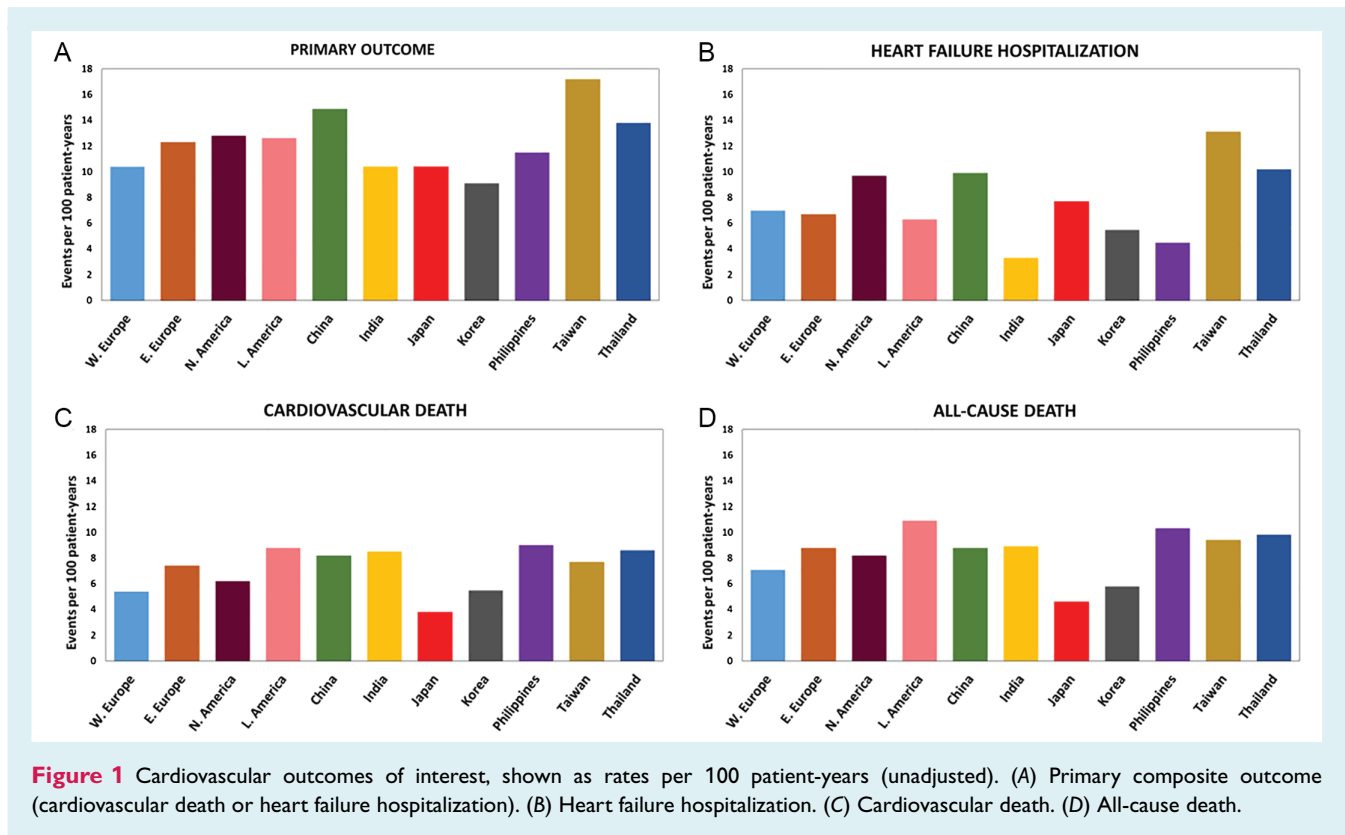 A
PRIMARY OUTCOME
Events per 100 patient-years
18
16
14
12
10
8
6
4
2
0
W. Europe
E. Europe
N. America
L. America
China
India
Japan
Korea
Philippines
Taiwan
Thailand
B
HEART FAILURE HOSPITALIZATION
Events per 100 patient-years
18
16
14
12
10
8
6
4
2
0
W. Europe
E. Europe
N. America
L. America
China
India
Japan
Korea
Philippines
Taiwan
Thailand
C
CARDIOVASCULAR DEATH
Events per 100 patient-years
18
16
14
12
10
8
6
4
2
0
W. Europe
E. Europe
N. America
L. America
China
India
Japan
Korea
Philippines
Taiwan
Thailand
D
ALL-CAUSE DEATH
Events per 100 patient-years
18
16
14
12
10
8
6
4
2
0
W. Europe
E. Europe
N. America
L. America
China
India
Japan
Korea
Philippines
Taiwan
Thailand
Figure 1 Cardiovascular outcomes of interest, shown as rates per 100 patient-years (unadjusted). (A) Primary composite outcome
(cardiovascular death or heart failure hospitalization). (B) Heart failure hospitalization. (C) Cardiovascular death. (D) All-cause death.